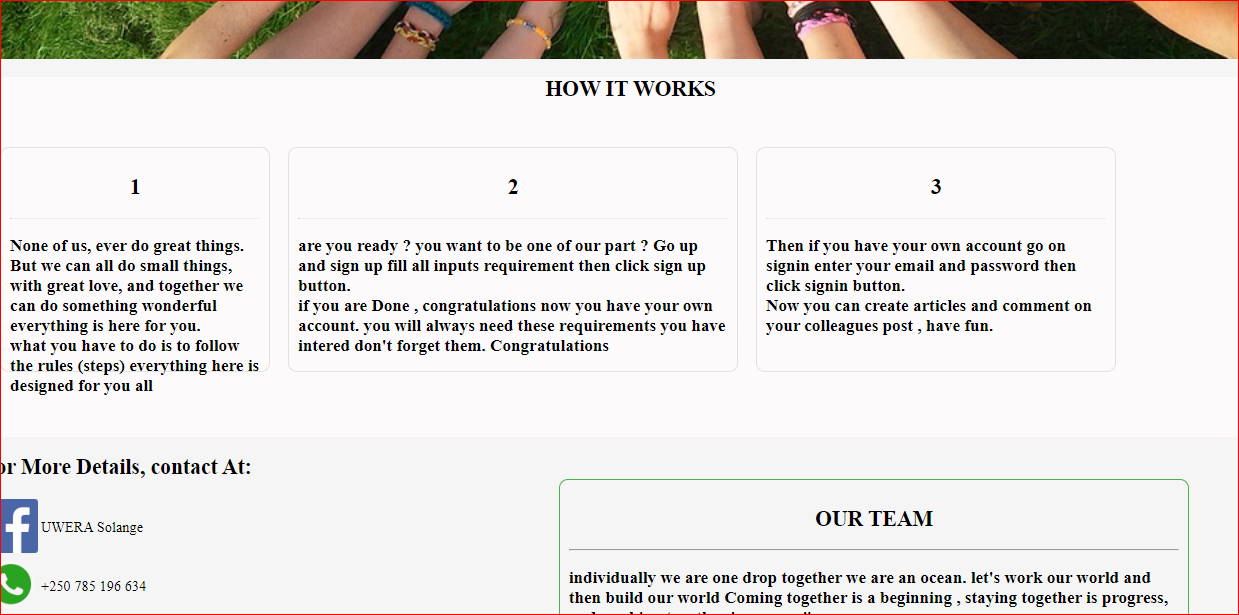 HOW IT WORKS
1
None of us, ever do great things.
But we can all do small things,
with great love, and together we
can do something wonderful
everything is here for you.
what you have to do is to follow
the rules (steps) everything here is
designed for you all
2
are you ready ? you want to be one of our part ? Go up
and sign up fill all inputs requirement then click sign up
button.
if you are Done , congratulations now you have your own
account. you will always need these requirements you have
intered don't forget them. Congratulations
3
Then if you have your own account go on
signin enter your email and password then
click signin button.
Now you can create articles and comment on
your colleagues post , have fun.
or More Details, contact At:
UWERA Solange
+250 785 196 634
OUR TEAM
individually we are one drop together we are an ocean. let's work our world and
then build our world Coming together is a beginning , staying together is progress,